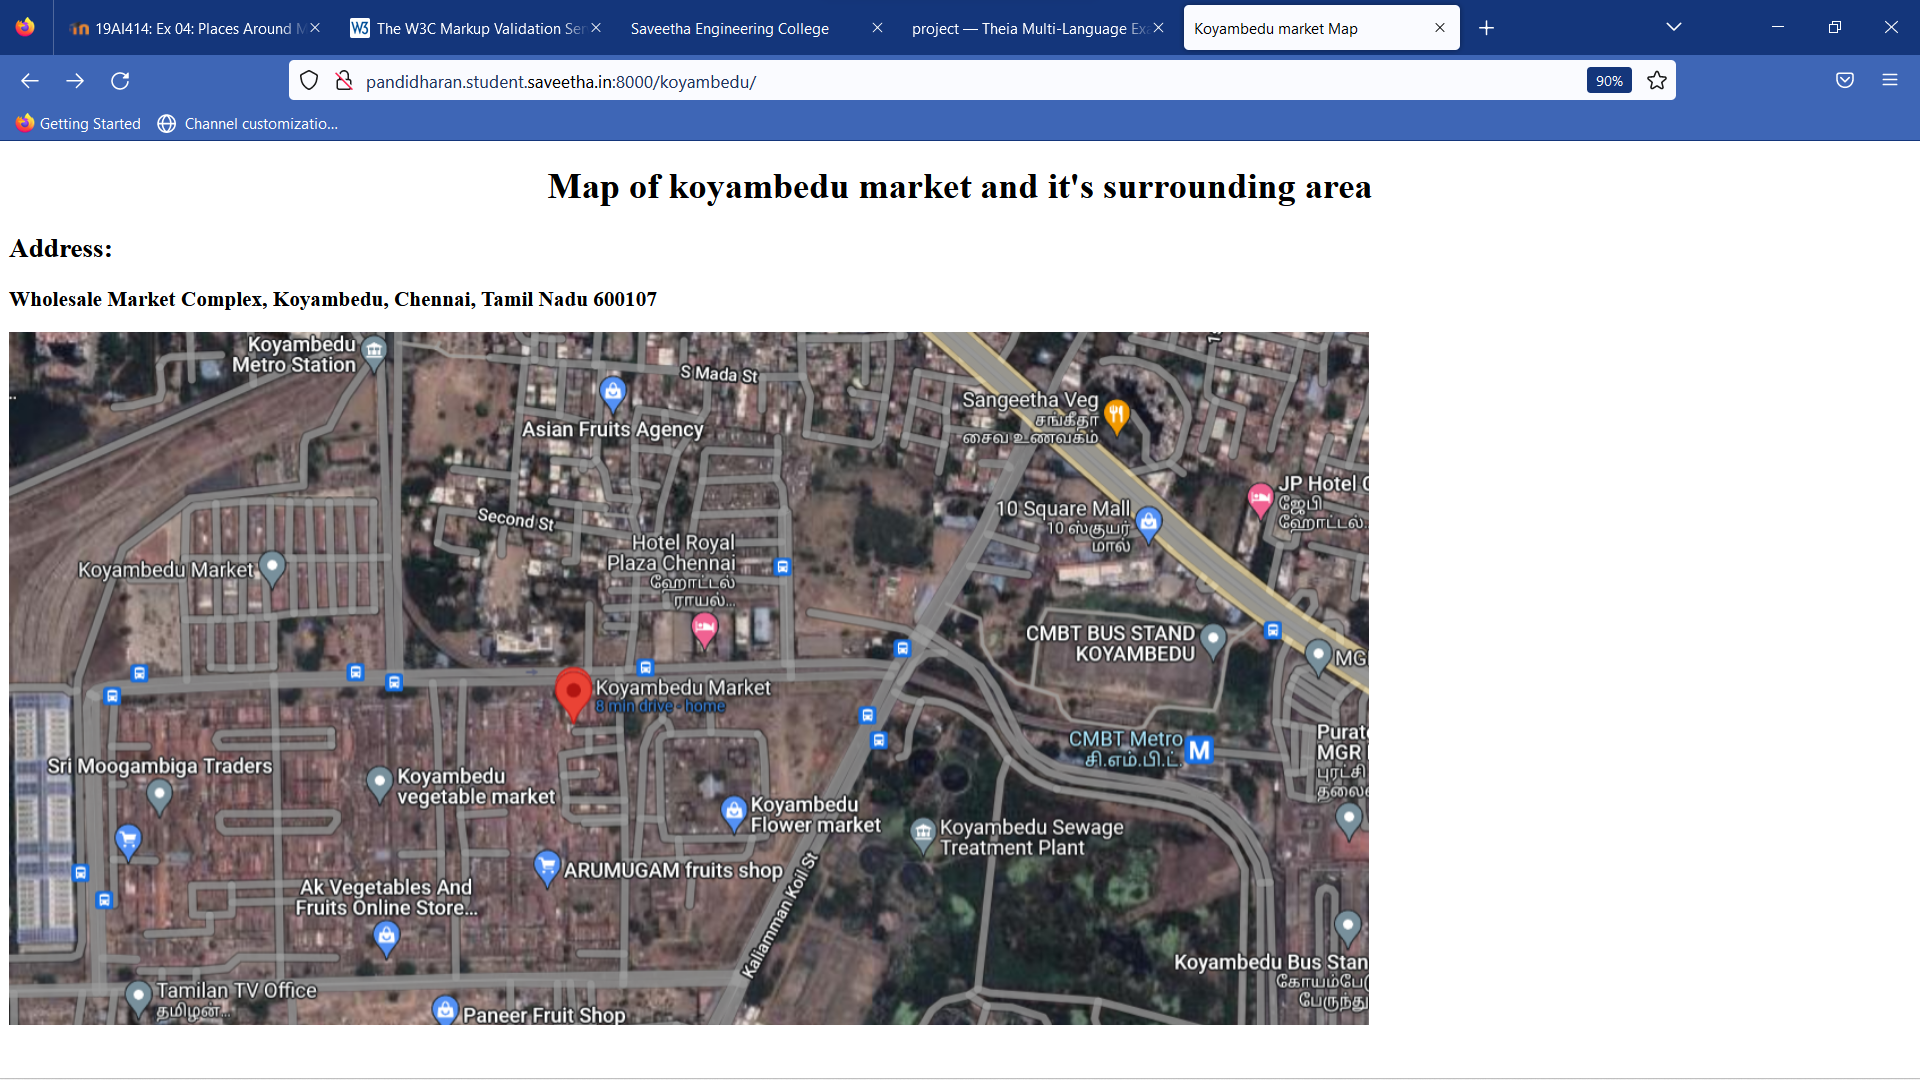 19AI414: Ex 04: Places Around M
The W3C Markup Validation Ser
Saveetha Engineering College
project — Theia Multi-Language Ex
Koyambedu market Map
pandidharan.student.saveetha.in:8000/koyambedu/
90%
Getting Started
Channel customizatio...
Map of koyambedu market and it's surrounding area
Address:
Wholesale Market Complex, Koyambedu, Chennai, Tamil Nadu 600107
Koyambedu
Metro Station
S Mada St
Asian Fruits Agency
Sangeetha Veg
சங்கீதா
சைவ உணவகம்
JP Hotel C
ஜேபி
ஹோட்டல்...
10 Square Mall
10 ஸ்குயர்
மால்
Second St
Hotel Royal
Plaza Chennai
ஹோட்டல்
ராயல்...
Koyambedu Market
CMBT BUS STAND
KOYAMBEDU
MG
Koyambedu Market
8 min drive - home
CMBT Metro
சி.எம்.பி.ட்.
M
Purat
MGR
புரட்சி
தலை
Sri Moogambiga Traders
Koyambedu
vegetable market
Koyambedu
Flower market
Koyambedu Sewage
Treatment Plant
ARUMUGAM fruits shop
Ak Vegetables And
Fruits Online Store...
Kaliamman Koil St
Koyambedu Bus Stan
கோயம்பே
பேருந்து
Tamilan TV Office
தமிழன்...
Paneer Fruit Shop